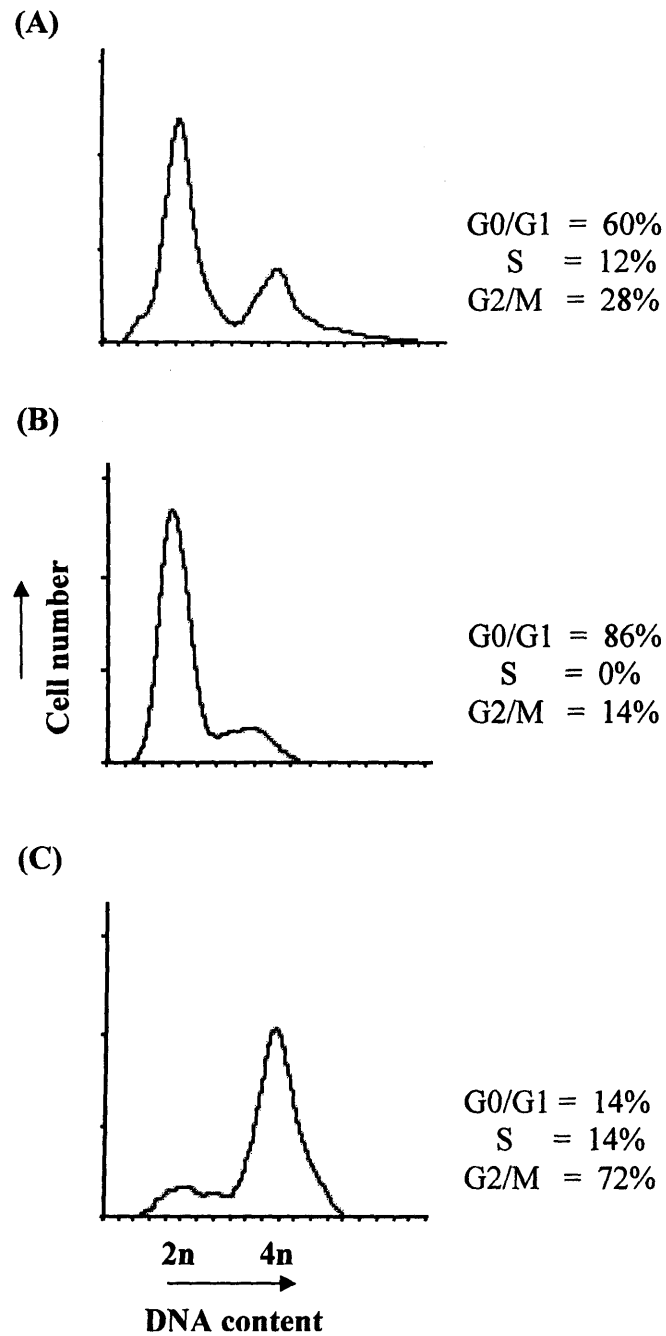 (A)
G0/G1 = 60%
S = 12%
G2/M = 28%
(B)
Cell number
G0/G1 = 86%
S = 0%
G2/M = 14%
(C)
G0/G1 = 14%
S = 14%
G2/M = 72%
2n 4n
DNA content